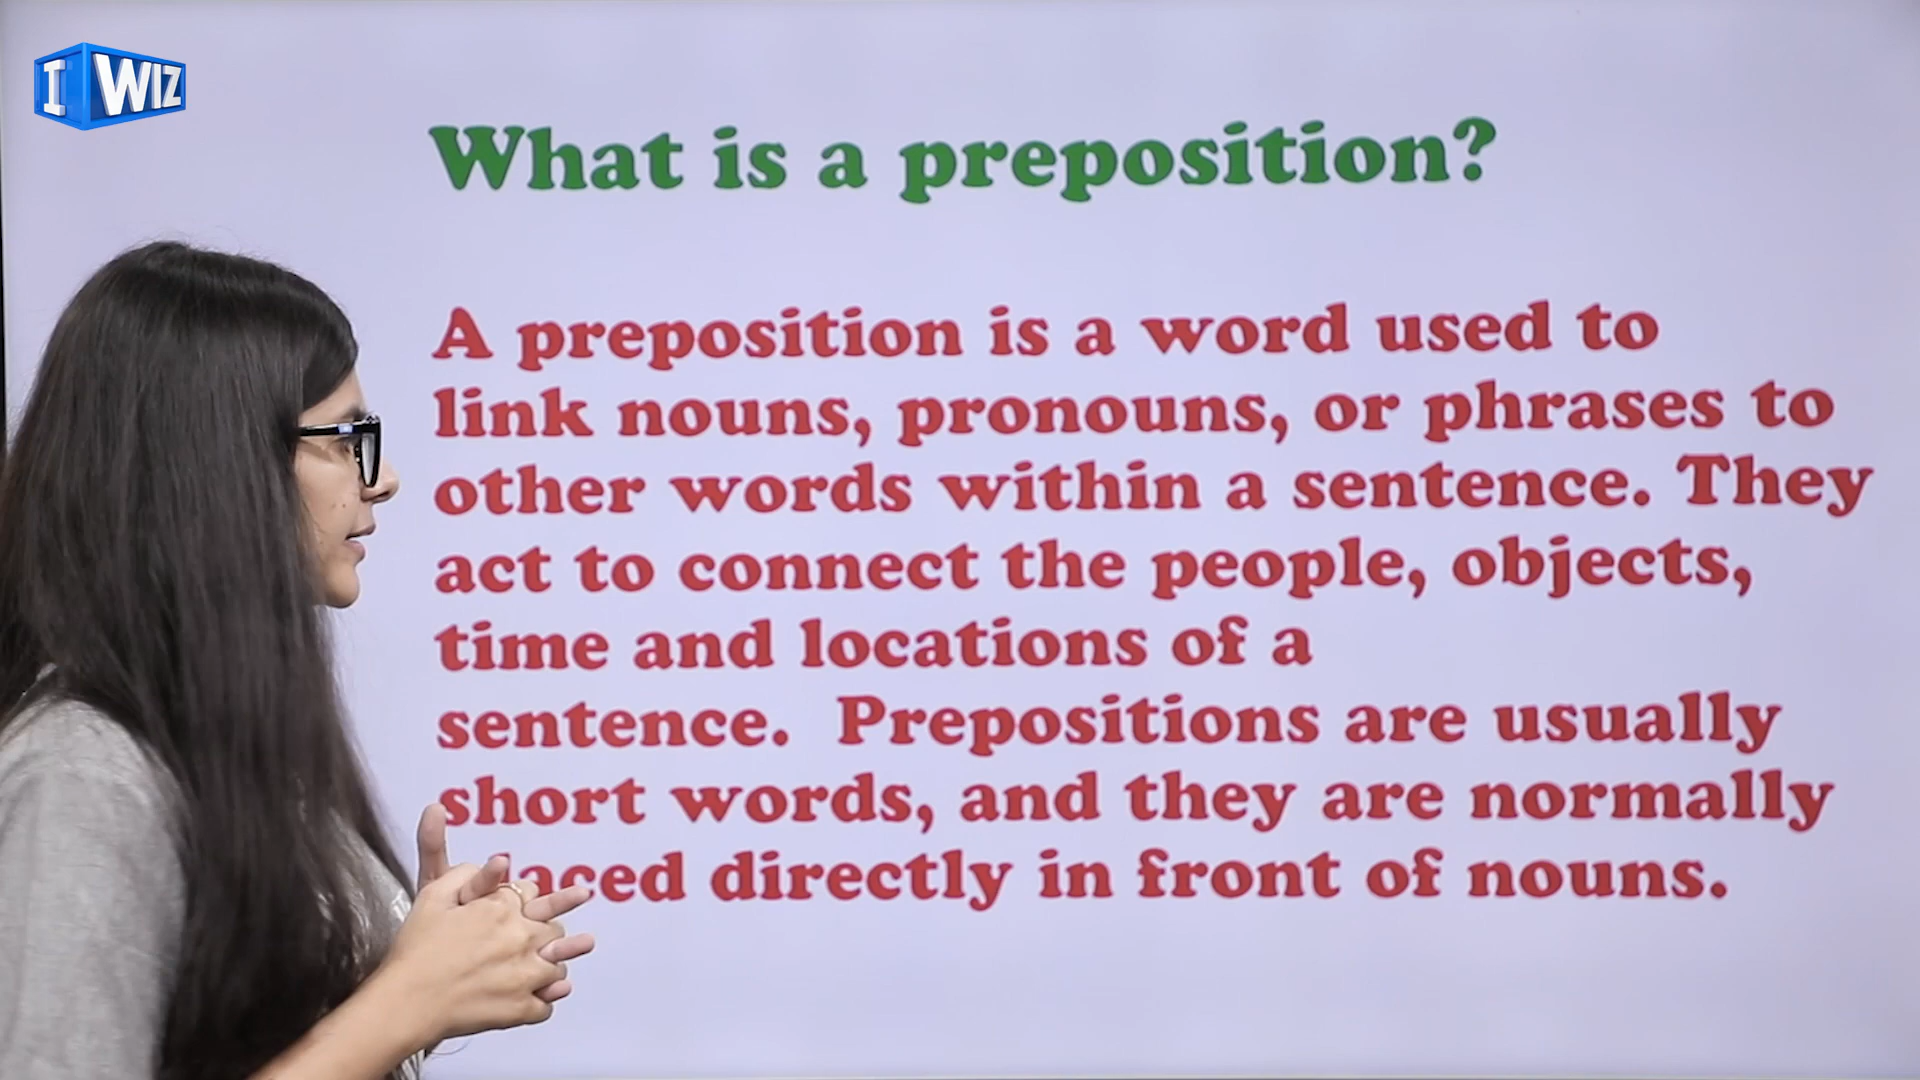 I WIZ
What is a preposition?
A preposition is a word used to
link nouns, pronouns, or phrases to
other words within a sentence. They
act to connect the people, objects,
time and locations of a
sentence.  Prepositions are usually
short words, and they are normally
directly in front of nouns.